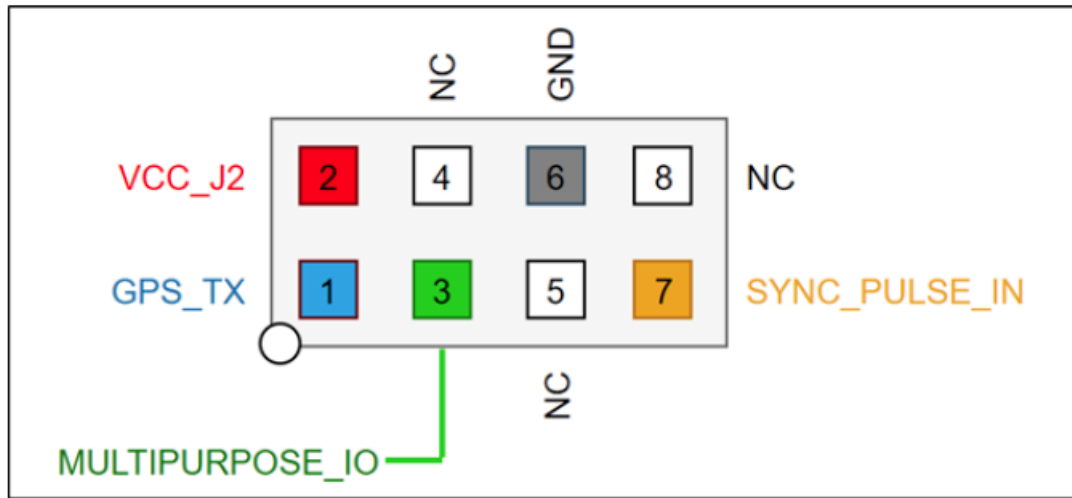 NC
GND
VCC_J2
2
4
6
8
NC
GPS_TX
1
3
5
7
SYNC_PULSE_IN
NC
MULTIPURPOSE_IO